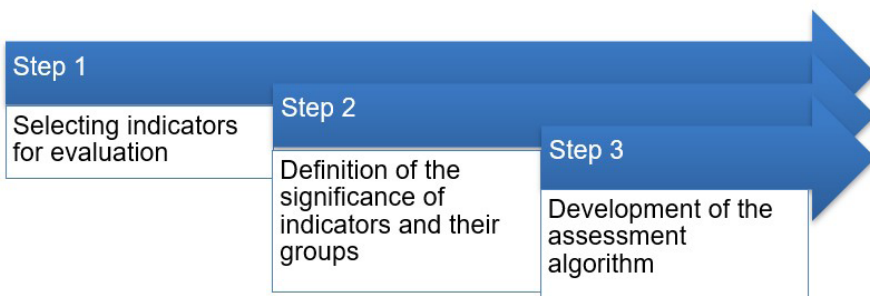 Step 1
Selecting indicators
for evaluation
Step 2
Definition of the
significance of
indicators and their
groups
Step 3
Development of the
assessment
algorithm